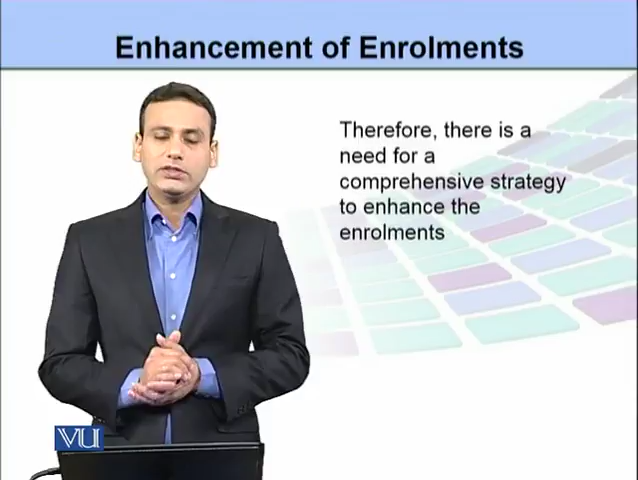 Enhancement of Enrolments
Therefore, there is a
need for a
comprehensive strategy
to enhance the
enrolments
VU